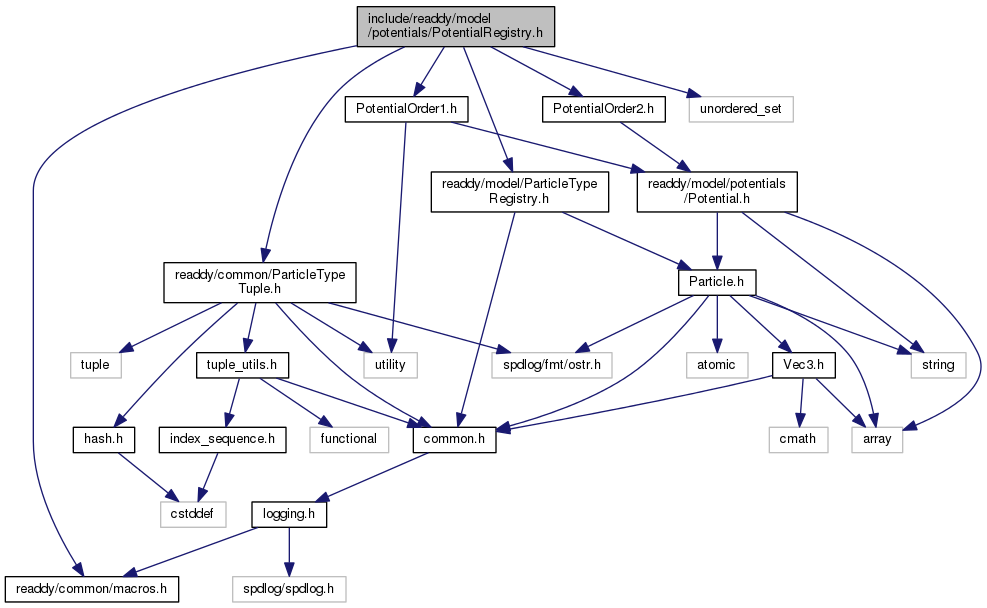 include/readdy/model
/potentials/PotentialRegistry.h
PotentialOrder1.h
PotentialOrder2.h
unordered_set
readdy/model/ParticleType
Registry.h
readdy/model/potentials
/Potential.h
readdy/common/ParticleType
Tuple.h
Particle.h
tuple
tuple_utils.h
utility
spdlog/fmt/ostr.h
atomic
Vec3.h
string
hash.h
index_sequence.h
functional
common.h
cmath
array
cstddef
logging.h
readdy/common/macros.h
spdlog/spdlog.h